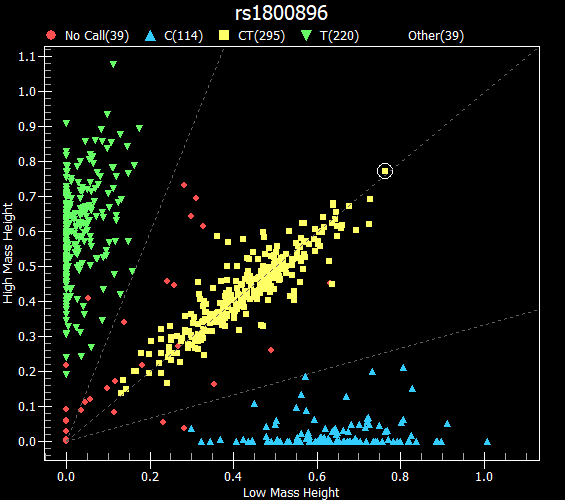 rs1800896
No Call(39) C(114) CT(295) T(220) Other(39)
1.1
1.0
0.9
0.8
0.7
0.6
0.5
0.4
0.3
0.2
0.1
0.0
High Mass Height
0.0 0.2 0.4 0.6 0.8 1.0
Low Mass Height